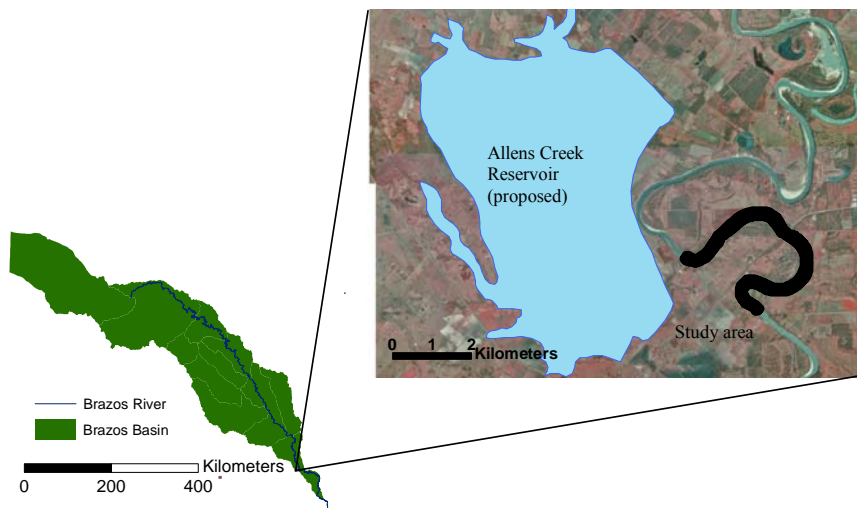 Allens Creek
Reservoir
(proposed)
Study area
0 1 2
Kilometers
Brazos River
Brazos Basin
Kilometers
0 200 400